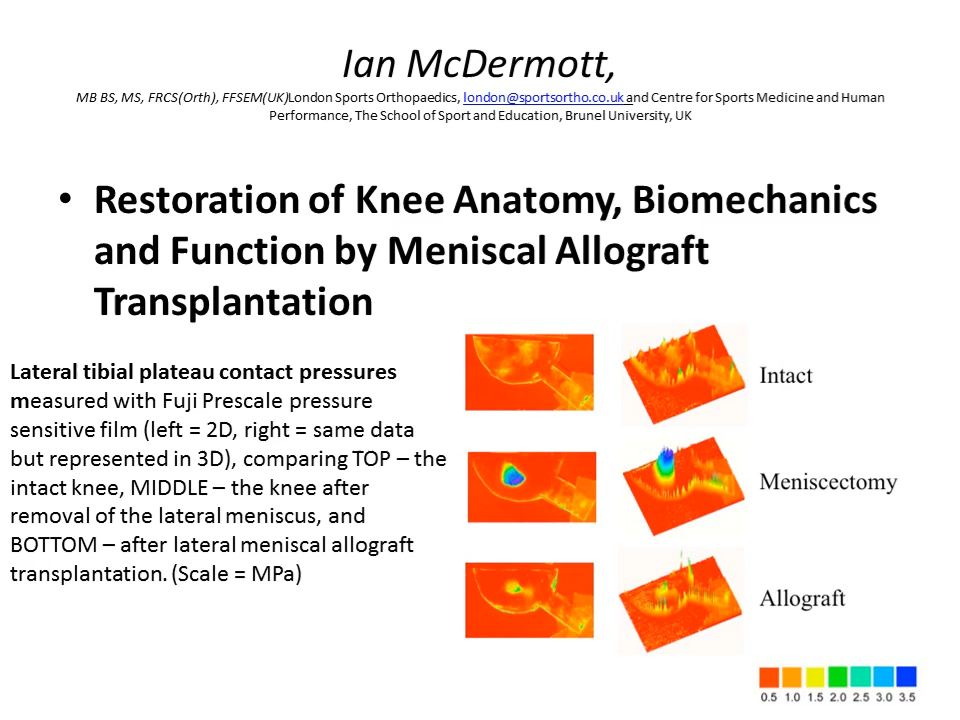 Ian McDermott,
MB BS, MS, FRCS(Orth), FFSEM(UK)London Sports Orthopaedics, london@sportsortho.co.uk and Centre for Sports Medicine and Human
Performance, The School of Sport and Education, Brunel University, UK
• Restoration of Knee Anatomy, Biomechanics
and Function by Meniscal Allograft
Transplantation
Lateral tibial plateau contact pressures
measured with Fuji Prescale pressure
sensitive film (left = 2D, right = same data
but represented in 3D), comparing TOP – the
intact knee, MIDDLE – the knee after
removal of the lateral meniscus, and
BOTTOM – after lateral meniscal allograft
transplantation. (Scale = MPa)
Intact
Meniscectomy
Allograft
0.5 1.0 1.5 2.0 2.5 3.0 3.5